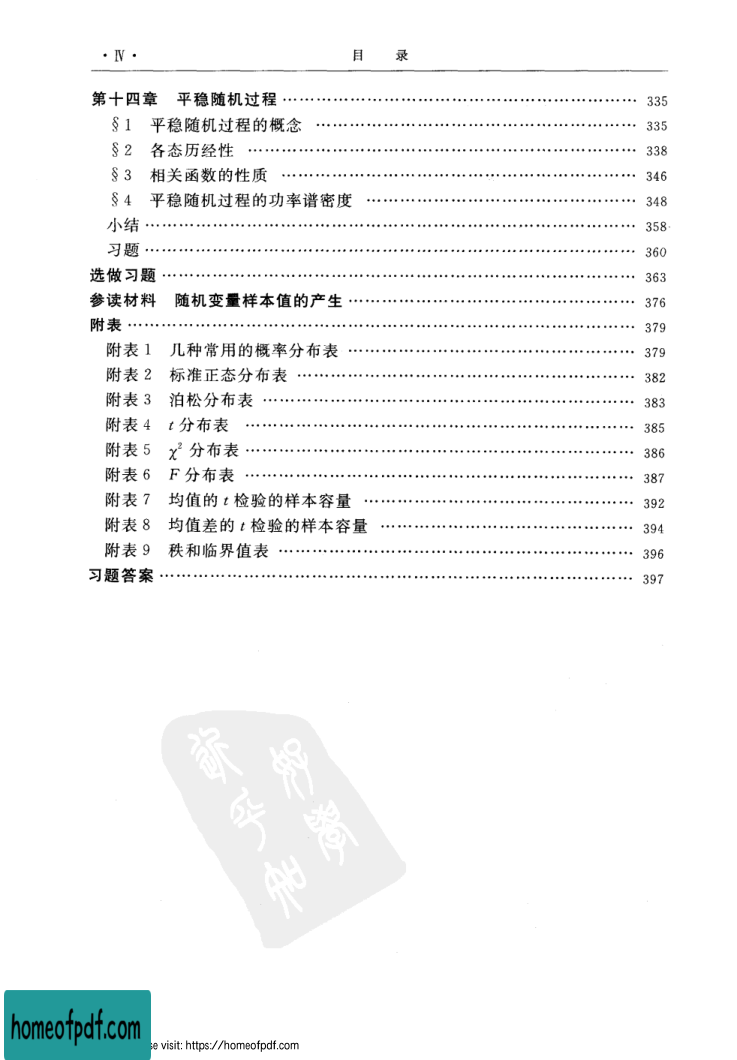 · Ⅳ · 目 录
第十四章 平稳随机过程 …………………………………………………… 335
§1 平稳随机过程的概念 …………………………………………………… 335
§2 各态历经性 …………………………………………………… 338
§3 相关函数的性质 …………………………………………………… 346
§4 平稳随机过程的功率谱密度 …………………………………………………… 348
小结 …………………………………………………… 358
习题 …………………………………………………… 360
选做习题 …………………………………………………… 363
参读材料 随机变量样本值的产生 …………………………………………………… 376
附表 …………………………………………………… 379
附表1 几种常用的概率分布表 …………………………………………………… 379
附表2 标准正态分布表 …………………………………………………… 382
附表3 泊松分布表 …………………………………………………… 383
附表4 t分布表 …………………………………………………… 385
附表5 χ²分布表 …………………………………………………… 386
附表6 F分布表 …………………………………………………… 387
附表7 均值的t检验的样本容量 …………………………………………………… 392
附表8 均值差的t检验的样本容量 …………………………………………………… 394
附表9 秩和临界值表 …………………………………………………… 396
习题答案 …………………………………………………… 397
homeofpdf.com
se visit: https://homeofpdf.com